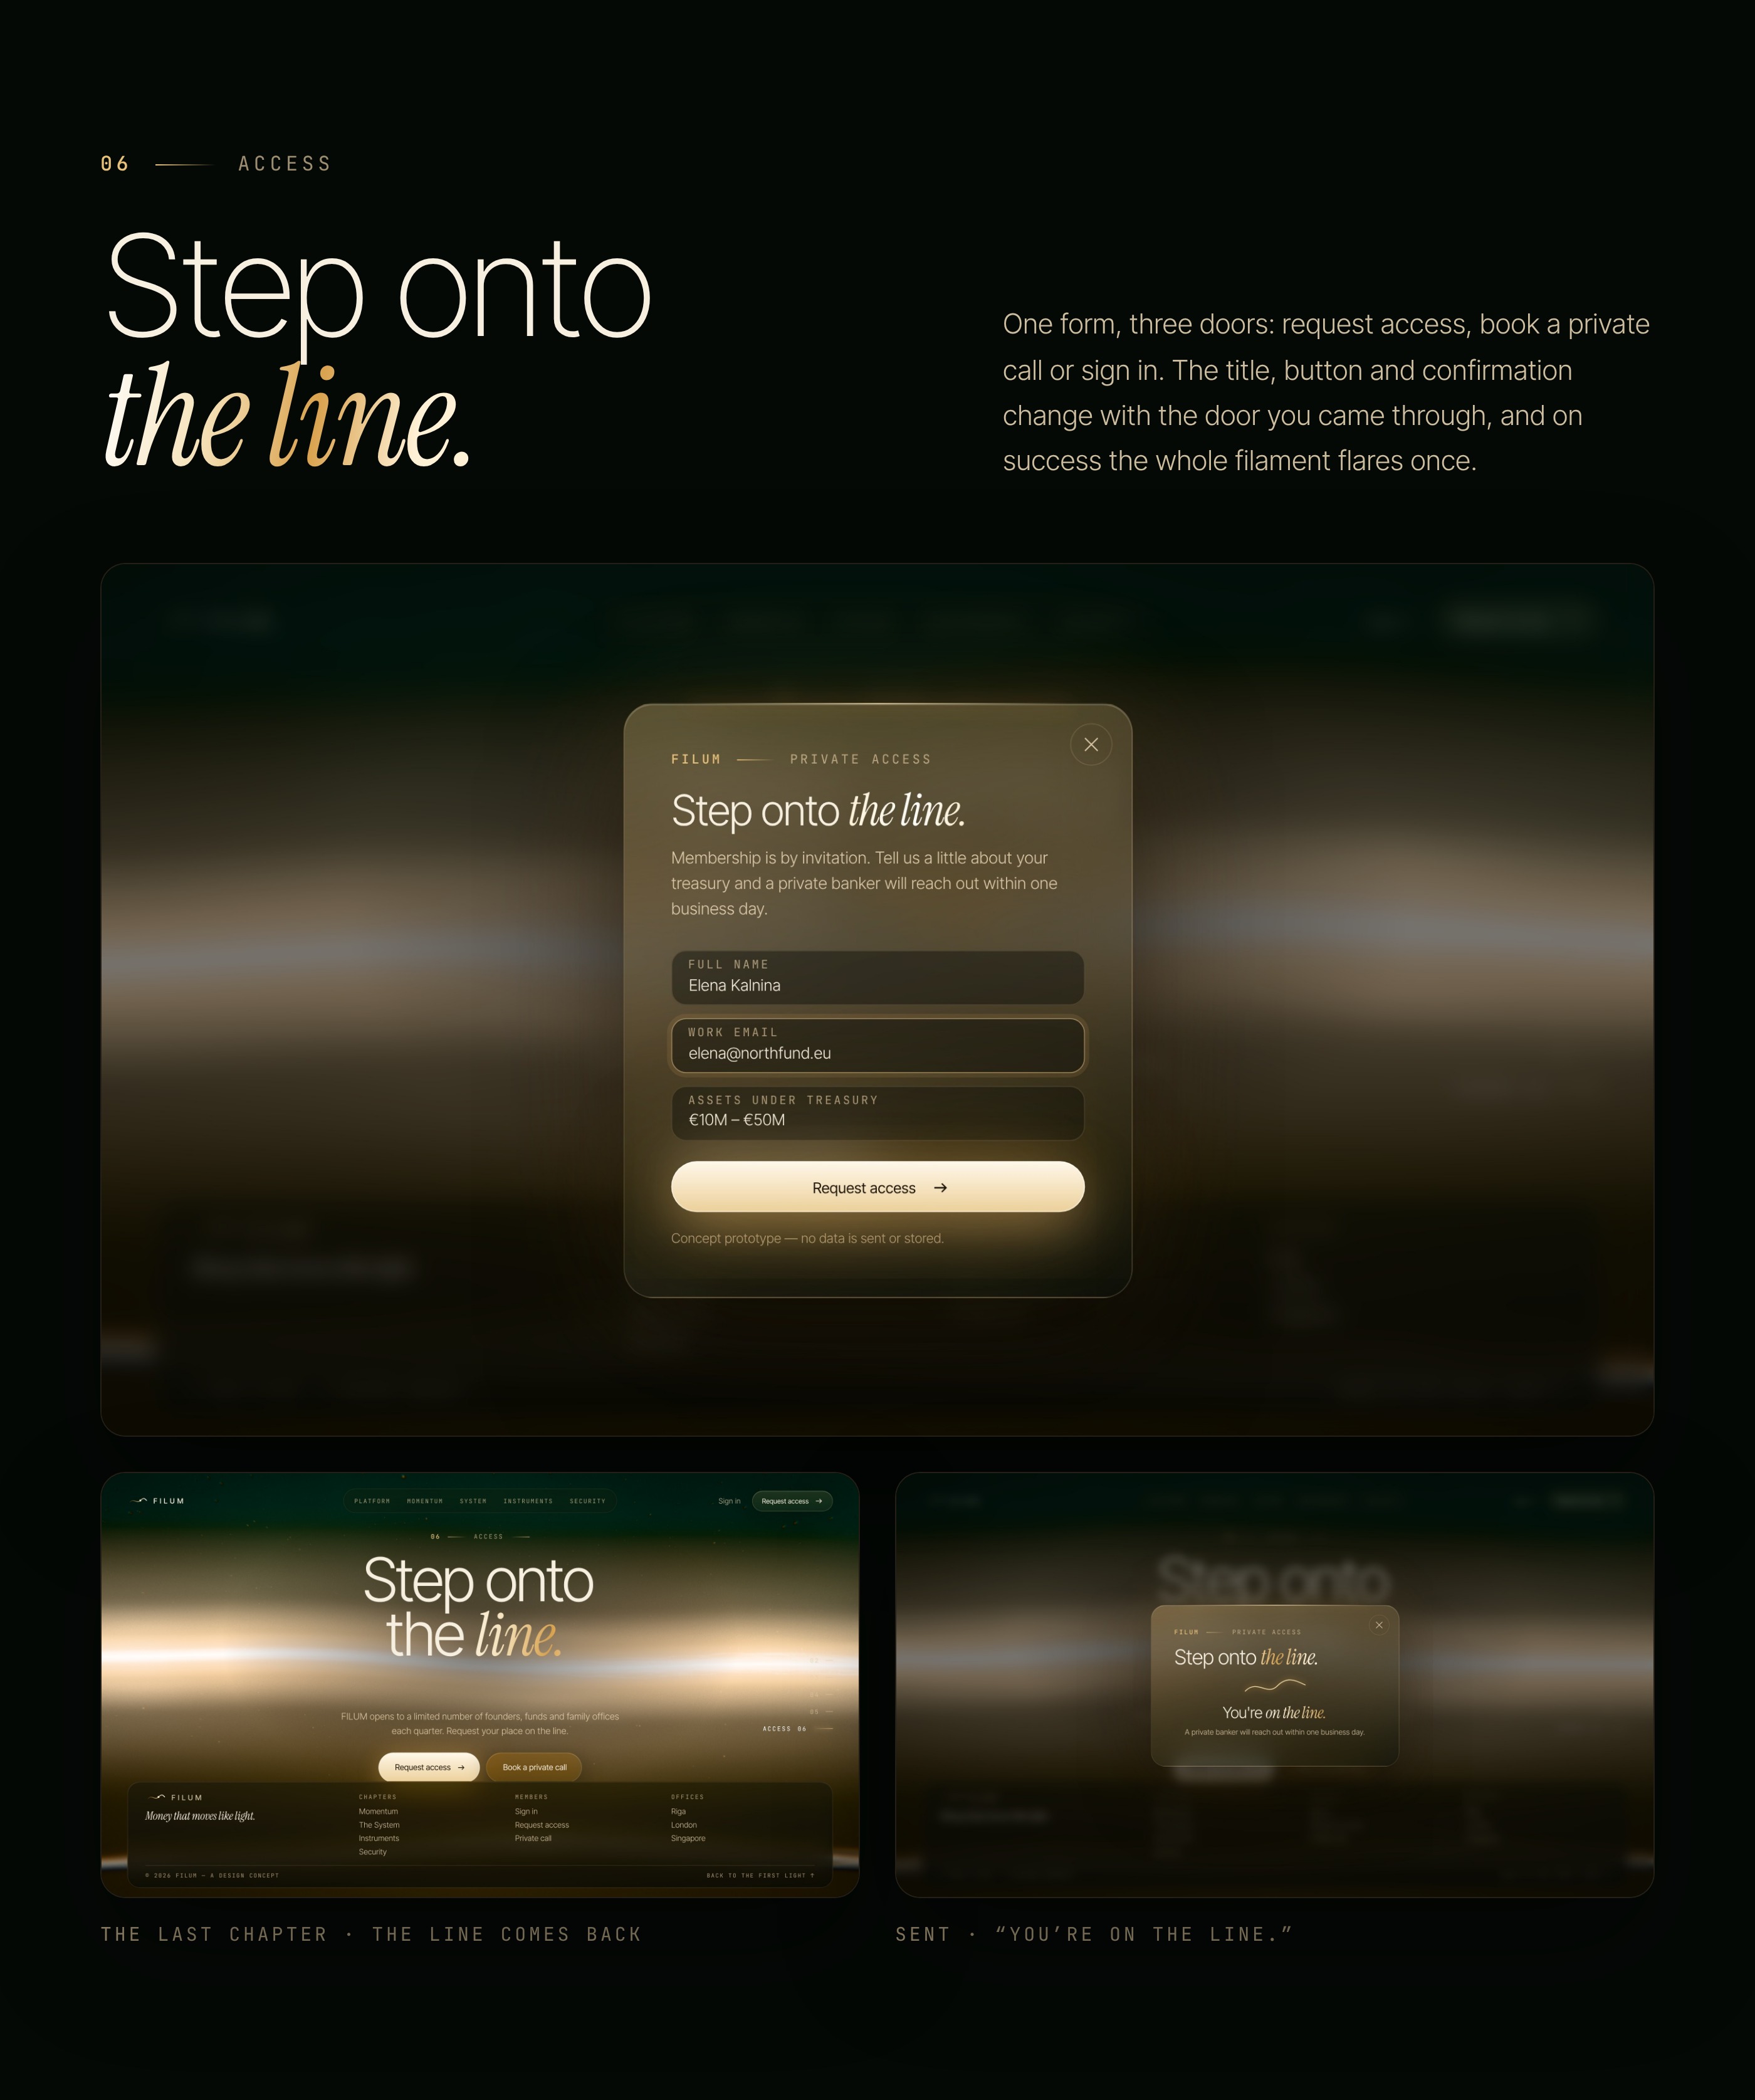 06 ACCESS
Step onto
the line.
One form, three doors: request access, book a private
call or sign in. The title, button and confirmation
change with the door you came through, and on
success the whole filament flares once.
FILUM PRIVATE ACCESS
Step onto the line.
Membership is by invitation. Tell us a little about your
treasury and a private banker will reach out within one
business day.
FULL NAME
Elena Kalnina
WORK EMAIL
elena@northfund.eu
ASSETS UNDER TREASURY
€10M – €50M
Request access →
Concept prototype — no data is sent or stored.
FILUM
PLATFORM MOMENTUM SYSTEM INSTRUMENTS SECURITY
Sign in
Request access →
06 ACCESS
Step onto
the line.
FILUM opens to a limited number of founders, funds and family offices
each quarter. Request your place on the line.
ACCESS 06
Request access →
Book a private call
FILUM
Money that moves like light.
CHAPTERS
Momentum
The System
Instruments
Security
MEMBERS
Sign in
Request access
Private call
OFFICES
Riga
London
Singapore
© 2026 FILUM — A DESIGN CONCEPT
BACK TO THE FIRST LIGHT ↑
THE LAST CHAPTER · THE LINE COMES BACK
Step onto
FILUM PRIVATE ACCESS
Step onto the line.
You're on the line.
A private banker will reach out within one business day.
SENT · “YOU’RE ON THE LINE.”